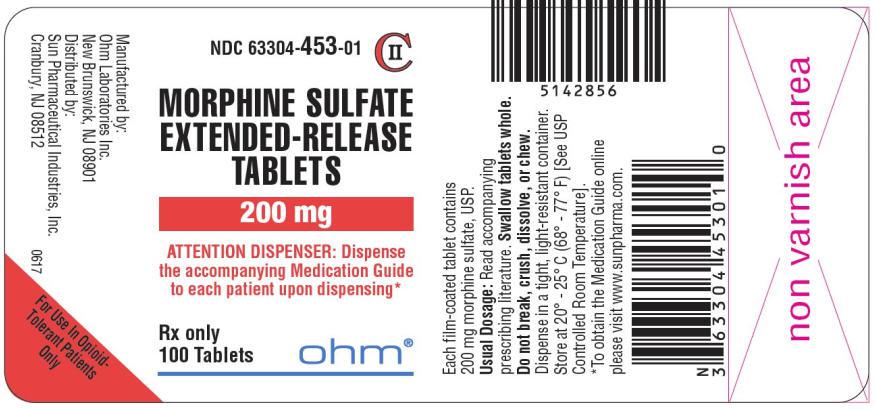 Manufactured by:
Ohm Laboratories Inc.
New Brunswick, NJ 08901
Distributed by:
Sun Pharmaceutical Industries, Inc.
Cranbury, NJ 08512
0617
For Use In Opioid-
Tolerant Patients
Only
NDC 63304-453-01 CII
MORPHINE SULFATE
EXTENDED-RELEASE
TABLETS
200 mg
ATTENTION DISPENSER: Dispense
the accompanying Medication Guide
to each patient upon dispensing*
Rx only
100 Tablets
ohm®
Each film-coated tablet contains
200 mg morphine sulfate, USP.
Usual Dosage: Read accompanying
prescribing literature. Swallow tablets whole.
Do not break, crush, dissolve, or chew.
Dispense in a tight, light-resistant container.
Store at 20° - 25° C (68° - 77° F) [See USP
Controlled Room Temperature].
*To obtain the Medication Guide online
please visit www.sunpharma.com.
5142856
N
3 63304 45301 0
non varnish area